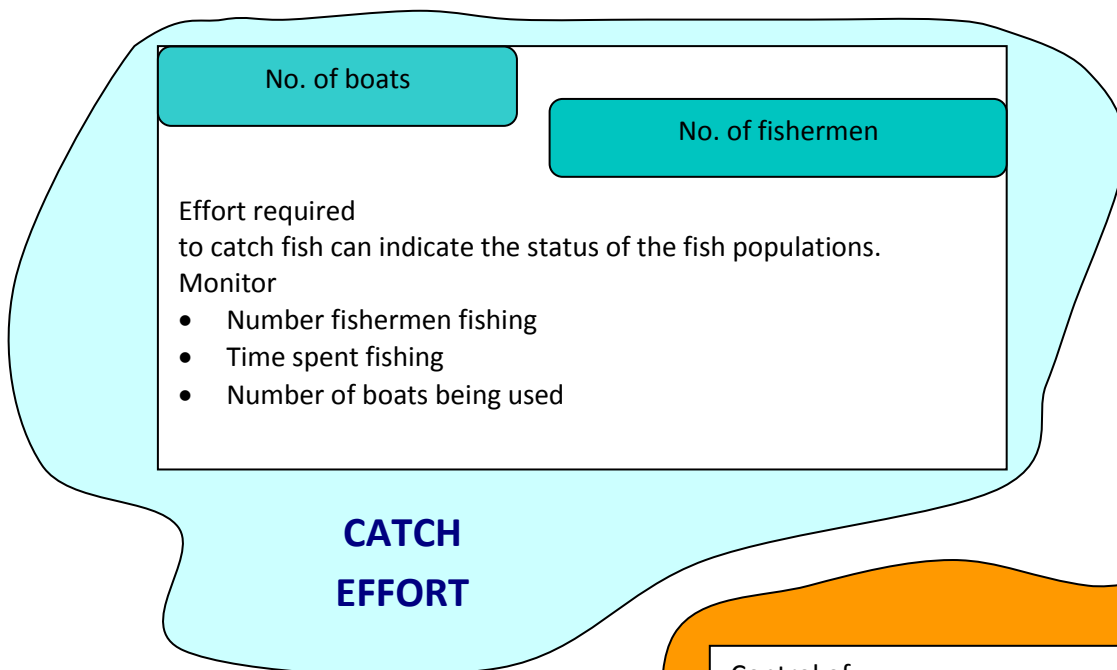 No. of boats
No. of fishermen
Effort required
to catch fish can indicate the status of the fish populations.
Monitor
• Number fishermen fishing
• Time spent fishing
• Number of boats being used
CATCH
EFFORT